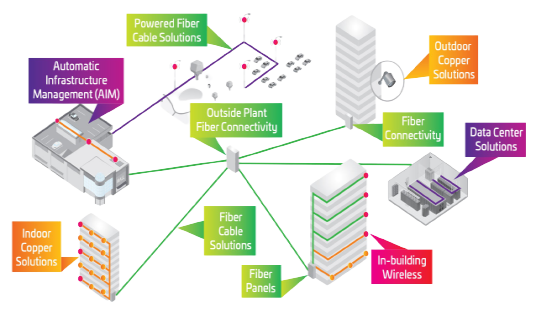 Powered Fiber
Cable Solutions
Automatic
Infrastructure
Management (AIM)
Outdoor
Copper
Solutions
Outside Plant
Fiber Connectivity
Fiber
Connectivity
Data Center
Solutions
Indoor
Copper
Solutions
Fiber
Cable
Solutions
Fiber
Panels
In-building
Wireless